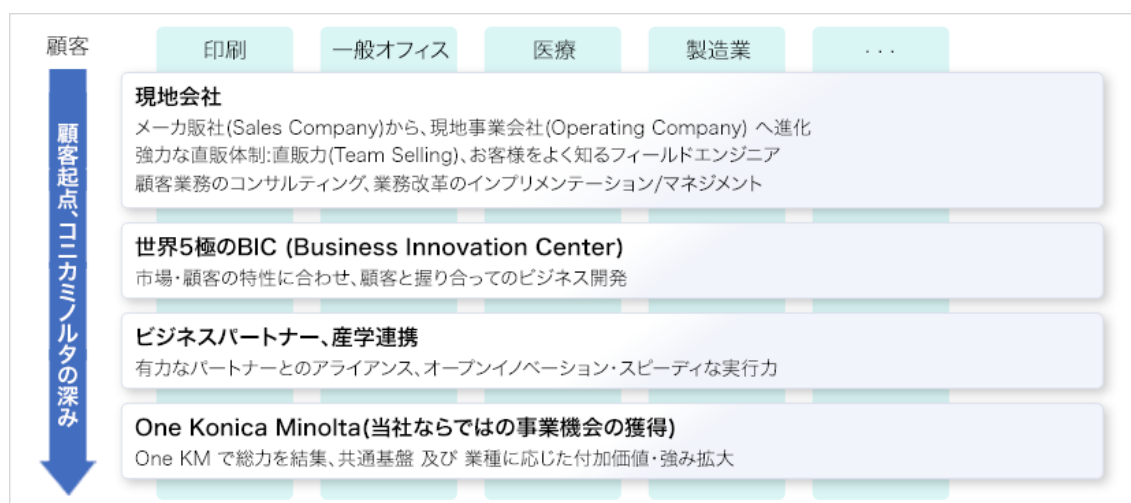 顧客
印刷
一般オフィス
医療
製造業
・・・
顧客起点、コニカミノルタの深み
現地会社
メーカ販社(Sales Company)から、現地事業会社(Operating Company) へ進化
強力な直販体制:直販力(Team Selling)、お客様をよく知るフィールドエンジニア
顧客業務のコンサルティング、業務改革のインプリメンテーション/マネジメント
世界5極のBIC (Business Innovation Center)
市場・顧客の特性に合わせ、顧客と握り合ってのビジネス開発
ビジネスパートナー、産学連携
有力なパートナーとのアライアンス、オープンイノベーション・スピーディな実行力
One Konica Minolta(当社ならではの事業機会の獲得)
One KM で総力を結集、共通基盤 及び 業種に応じた付加価値・強み拡大